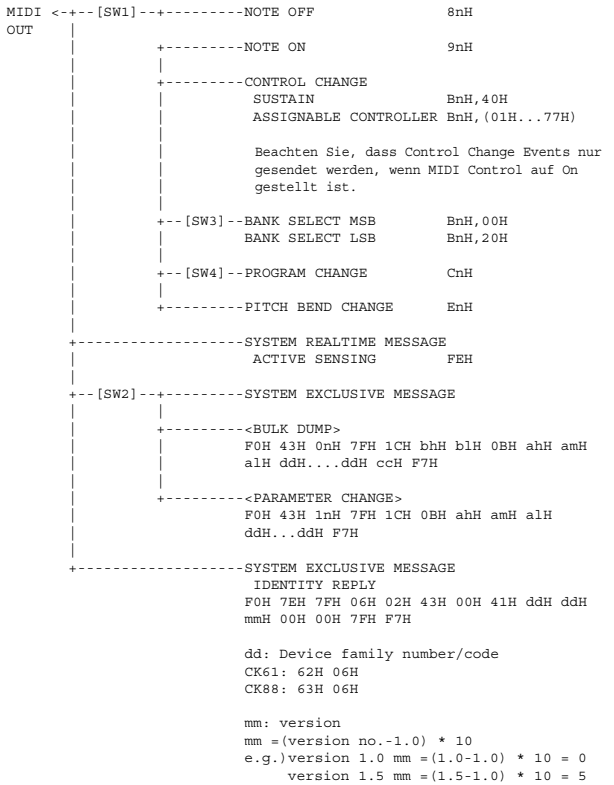 MIDI <-+--[SW1]--+---------NOTE OFF 8nH
OUT | |
| +---------NOTE ON 9nH
| |
| +---------CONTROL CHANGE
| | SUSTAIN BnH,40H
| | ASSIGNABLE CONTROLLER BnH,(01H...77H)
| |
| | Beachten Sie, dass Control Change Events nur
| | gesendet werden, wenn MIDI Control auf On
| | gestellt ist.
| |
| +--[SW3]--BANK SELECT MSB BnH,00H
| | BANK SELECT LSB BnH,20H
| |
| +--[SW4]--PROGRAM CHANGE CnH
| |
| +---------PITCH BEND CHANGE EnH
|
+-------------------SYSTEM REALTIME MESSAGE
| ACTIVE SENSING FEH
|
+--[SW2]--+---------SYSTEM EXCLUSIVE MESSAGE
| |
| +---------<BULK DUMP>
| | F0H 43H 0nH 7FH 1CH bhH blH 0BH ahH amH
| | alH ddH....ddH ccH F7H
| |
| +---------<PARAMETER CHANGE>
| F0H 43H 1nH 7FH 1CH 0BH ahH amH alH
| ddH...ddH F7H
|
+-------------------SYSTEM EXCLUSIVE MESSAGE
IDENTITY REPLY
F0H 7EH 7FH 06H 02H 43H 00H 41H ddH ddH
mmH 00H 00H 7FH F7H
dd: Device family number/code
CK61: 62H 06H
CK88: 63H 06H
mm: version
mm =(version no.-1.0) * 10
e.g.)version 1.0 mm =(1.0-1.0) * 10 = 0
version 1.5 mm =(1.5-1.0) * 10 = 5